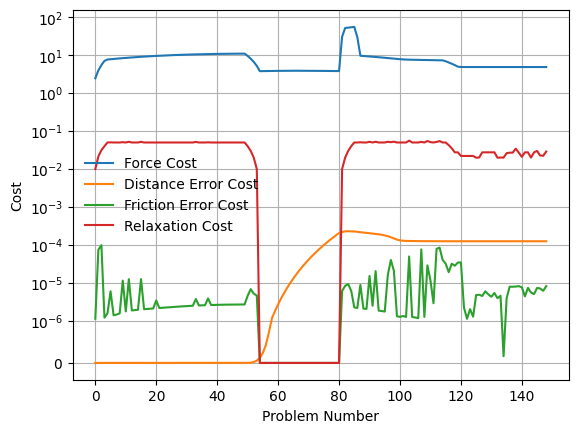 10²
10¹
10⁰
10⁻¹
10⁻²
10⁻³
10⁻⁴
10⁻⁵
10⁻⁶
0
Cost
Force Cost
Distance Error Cost
Friction Error Cost
Relaxation Cost
0 20 40 60 80 100 120 140
Problem Number